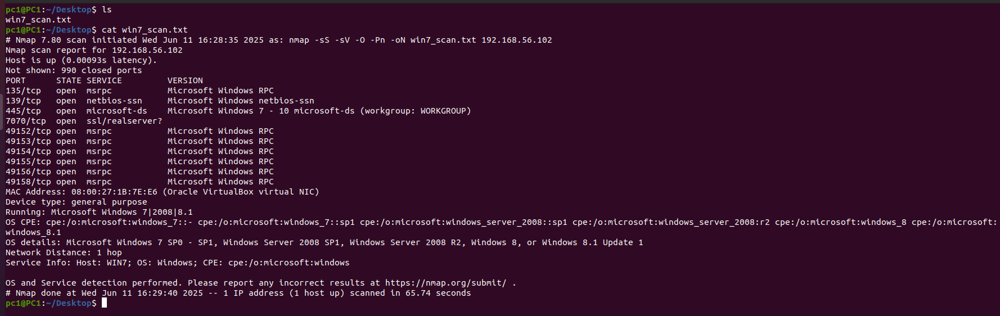 pc1@PC1:~/Desktop$ ls
win7_scan.txt
pc1@PC1:~/Desktop$ cat win7_scan.txt
# Nmap 7.80 scan initiated Wed Jun 11 16:28:35 2025 as: nmap -sS -sV -O -Pn -oN win7_scan.txt 192.168.56.102
Nmap scan report for 192.168.56.102
Host is up (0.00093s latency).
Not shown: 990 closed ports
PORT      STATE SERVICE         VERSION
135/tcp   open  msrpc           Microsoft Windows RPC
139/tcp   open  netbios-ssn     Microsoft Windows netbios-ssn
445/tcp   open  microsoft-ds    Microsoft Windows 7 - 10 microsoft-ds (workgroup: WORKGROUP)
7070/tcp  open  ssl/realserver?
49152/tcp open  msrpc           Microsoft Windows RPC
49153/tcp open  msrpc           Microsoft Windows RPC
49154/tcp open  msrpc           Microsoft Windows RPC
49155/tcp open  msrpc           Microsoft Windows RPC
49156/tcp open  msrpc           Microsoft Windows RPC
49158/tcp open  msrpc           Microsoft Windows RPC
MAC Address: 08:00:27:1B:7E:E6 (Oracle VirtualBox virtual NIC)
Device type: general purpose
Running: Microsoft Windows 7|2008|8.1
OS CPE: cpe:/o:microsoft:windows_7::- cpe:/o:microsoft:windows_7::sp1 cpe:/o:microsoft:windows_server_2008::sp1 cpe:/o:microsoft:windows_server_2008:r2 cpe:/o:microsoft:windows_8 cpe:/o:microsoft:
windows_8.1
OS details: Microsoft Windows 7 SP0 - SP1, Windows Server 2008 SP1, Windows Server 2008 R2, Windows 8, or Windows 8.1 Update 1
Network Distance: 1 hop
Service Info: Host: WIN7; OS: Windows; CPE: cpe:/o:microsoft:windows

OS and Service detection performed. Please report any incorrect results at https://nmap.org/submit/ .
# Nmap done at Wed Jun 11 16:29:40 2025 -- 1 IP address (1 host up) scanned in 65.74 seconds
pc1@PC1:~/Desktop$